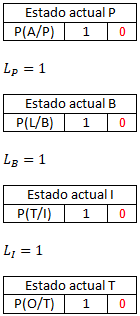 Estado actual P
P(A/P) 1 0
L_P = 1
Estado actual B
P(L/B) 1 0
L_B = 1
Estado actual I
P(T/I) 1 0
L_I = 1
Estado actual T
P(O/T) 1 0